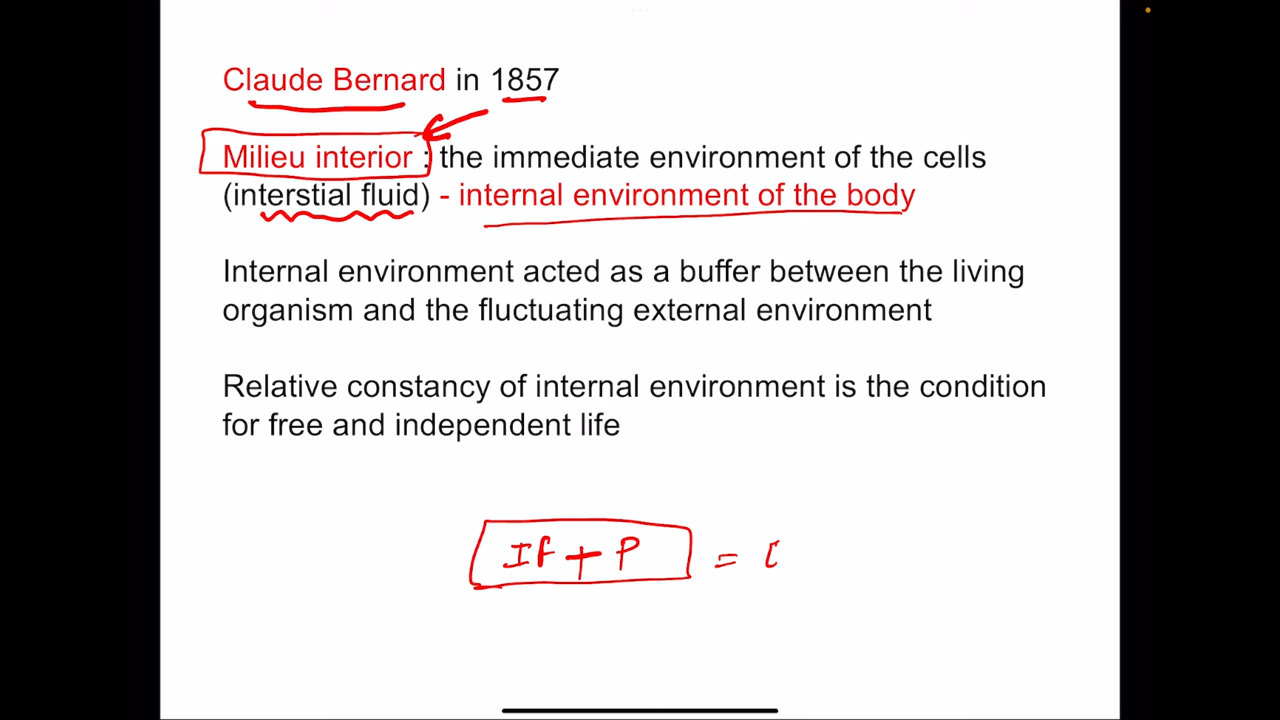 Claude Bernard in 1857
Milieu interior : the immediate environment of the cells
(interstial fluid) - internal environment of the body
Internal environment acted as a buffer between the living
organism and the fluctuating external environment
Relative constancy of internal environment is the condition
for free and independent life
If + P =